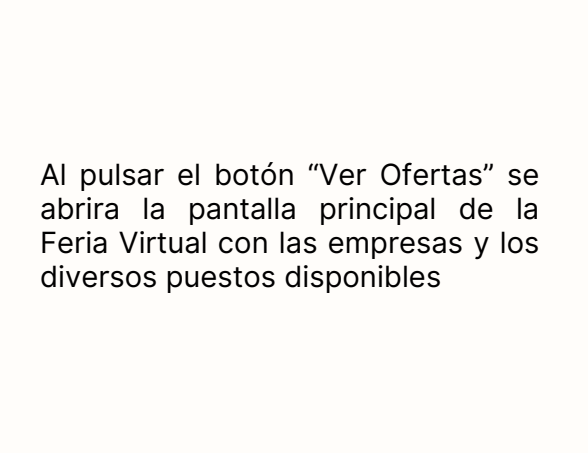 Al pulsar el botón “Ver Ofertas” se
abrira la pantalla principal de la
Feria Virtual con las empresas y los
diversos puestos disponibles